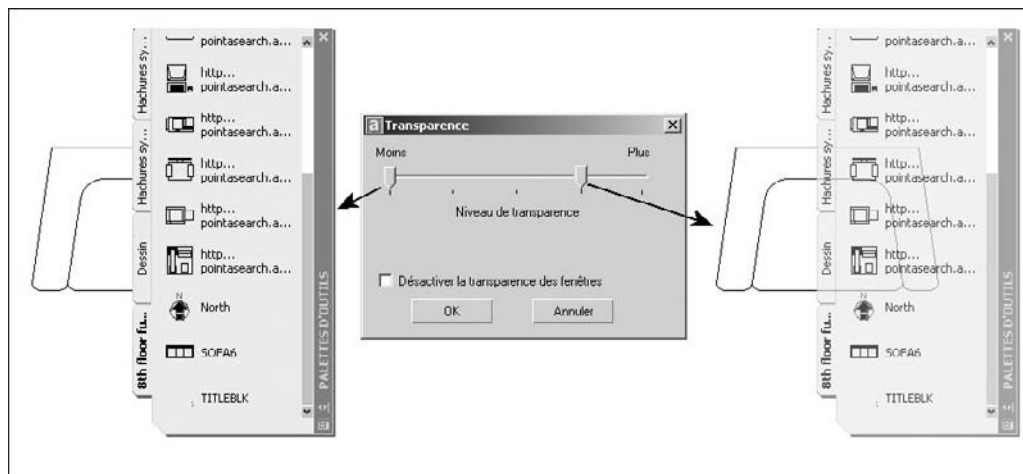 pointasearch.a...
http...
pointasearch.a...
http...
pointasearch.a...
http...
pointasearch.a...
http...
pointasearch.a...
http...
pointasearch.a...
N
North
SOFA6
TITLEBLK
Hachures sy...
Hachures sy...
Dessin
8th floor fu...
PALETTES D'OUTILS
a Transparence
Moins
Plus
Niveau de transparence
Désactiver la transparence des fenêtres
OK
Annuler
pointasearch.a...
http...
pointasearch.a...
http...
pointasearch.a...
http...
pointasearch.a...
http...
pointasearch.a...
http...
pointasearch.a...
N
North
SOFA6
TITLEBLK
Hachures sy...
Hachures sy...
Dessin
8th floor fu...
PALETTES D'OUTILS